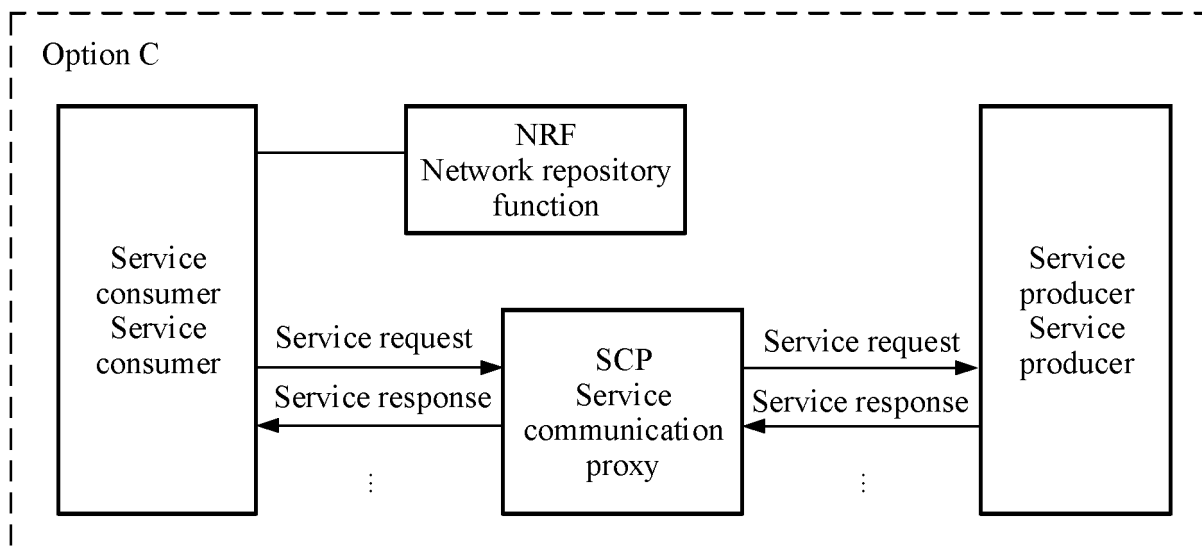 Option C
NRF
Network repository
function
Service
consumer
Service
consumer
Service request
Service response
⋮
SCP
Service
communication
proxy
Service request
Service response
⋮
Service
producer
Service
producer